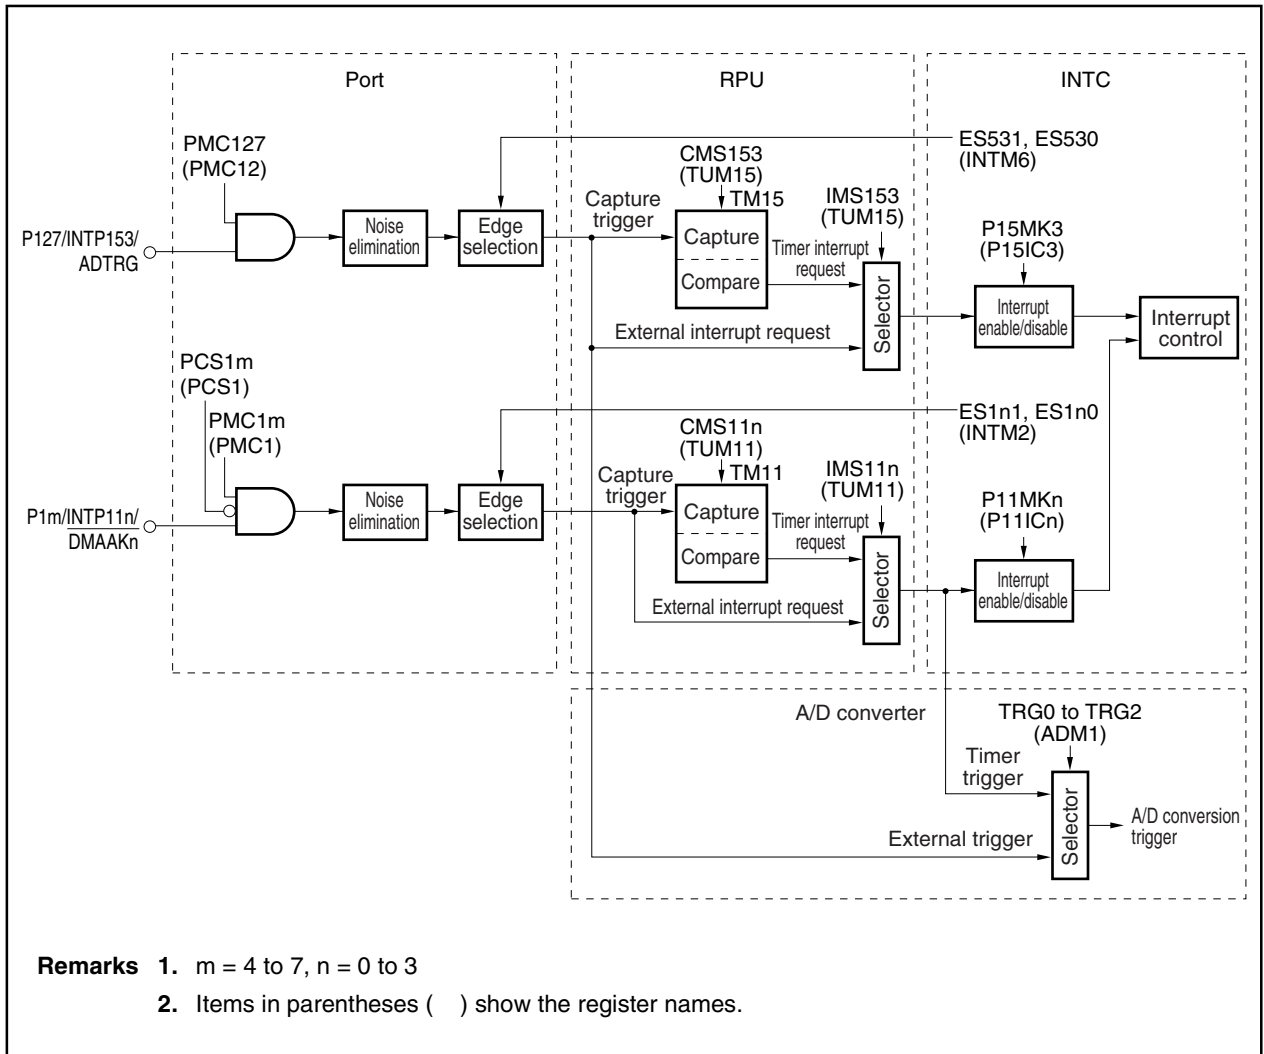 Port
RPU
INTC
PMC127
(PMC12)
P127/INTP153/
ADTRG
Noise
elimination
Edge
selection
ES531, ES530
(INTM6)
CMS153
(TUM15)
TM15
Capture
trigger
Capture
Compare
IMS153
(TUM15)
Timer interrupt
request
External interrupt request
Selector
P15MK3
(P15IC3)
Interrupt
enable/disable
Interrupt
control
PCS1m
(PCS1)
PMC1m
(PMC1)
P1m/INTP11n/
DMAAKn
Noise
elimination
Edge
selection
ES1n1, ES1n0
(INTM2)
CMS11n
(TUM11)
TM11
Capture
trigger
Capture
Compare
IMS11n
(TUM11)
Timer interrupt
request
External interrupt request
Selector
P11MKn
(P11ICn)
Interrupt
enable/disable
A/D converter
TRG0 to TRG2
(ADM1)
Timer
trigger
External trigger
Selector
A/D conversion
trigger
Remarks 1. m = 4 to 7, n = 0 to 3
2. Items in parentheses ( ) show the register names.